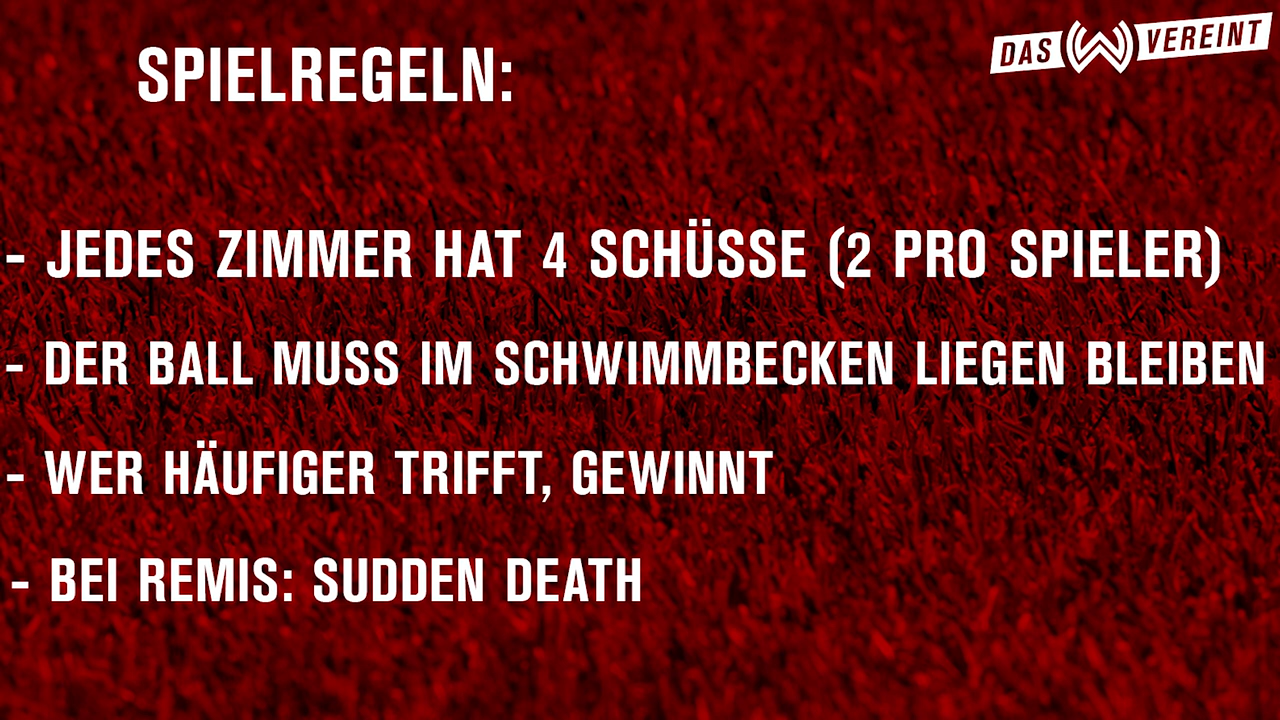 DAS W VEREINT
SPIELREGELN:
- JEDES ZIMMER HAT 4 SCHÜSSE (2 PRO SPIELER)
- DER BALL MUSS IM SCHWIMMBECKEN LIEGEN BLEIBEN
- WER HÄUFIGER TRIFFT, GEWINNT
- BEI REMIS: SUDDEN DEATH